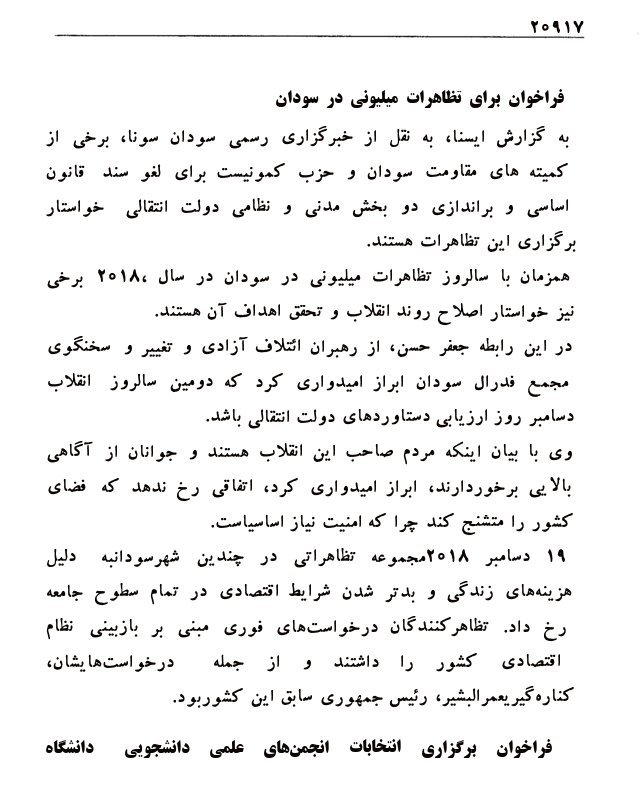 ۲۰۹۱۷
فراخوان برای تظاهرات میلیونی در سودان
به گزارش ایسنا، به نقل از خبرگزاری رسمی سودان سونا، برخی از
کمیته های مقاومت سودان و حزب کمونیست برای لغو سند قانون
اساسی و براندازی دو بخش مدنی و نظامی دولت انتقالی خواستار
برگزاری این تظاهرات هستند.
همزمان با سالروز تظاهرات میلیونی در سودان در سال ،۲۰۱۸ برخی
نیز خواستار اصلاح روند انقلاب و تحقق اهداف آن هستند.
در این رابطه جعفر حسن، از رهبران ائتلاف آزادی و تغییر و سخنگوی
مجمع فدرال سودان ابراز امیدواری کرد که دومین سالروز انقلاب
دسامبر روز ارزیابی دستاوردهای دولت انتقالی باشد.
وی با بیان اینکه مردم صاحب این انقلاب هستند و جوانان از آگاهی
بالایی برخوردارند، ابراز امیدواری کرد، اتفاقی رخ ندهد که فضای
کشور را متشنج کند چرا که امنیت نیاز اساسیاست.
۱۹ دسامبر ۲۰۱۸مجموعه تظاهراتی در چندین شهرسودانبه دلیل
هزینه‌های زندگی و بدتر شدن شرایط اقتصادی در تمام سطوح جامعه
رخ داد. تظاهرکنندگان درخواست‌های فوری مبنی بر بازبینی نظام
اقتصادی کشور را داشتند و از جمله درخواست‌هایشان،
کناره‌گیریعمرالبشیر، رئیس جمهوری سابق این کشوربود.
فراخوان برگزاری انتخابات انجمن‌های علمی دانشجویی دانشگاه